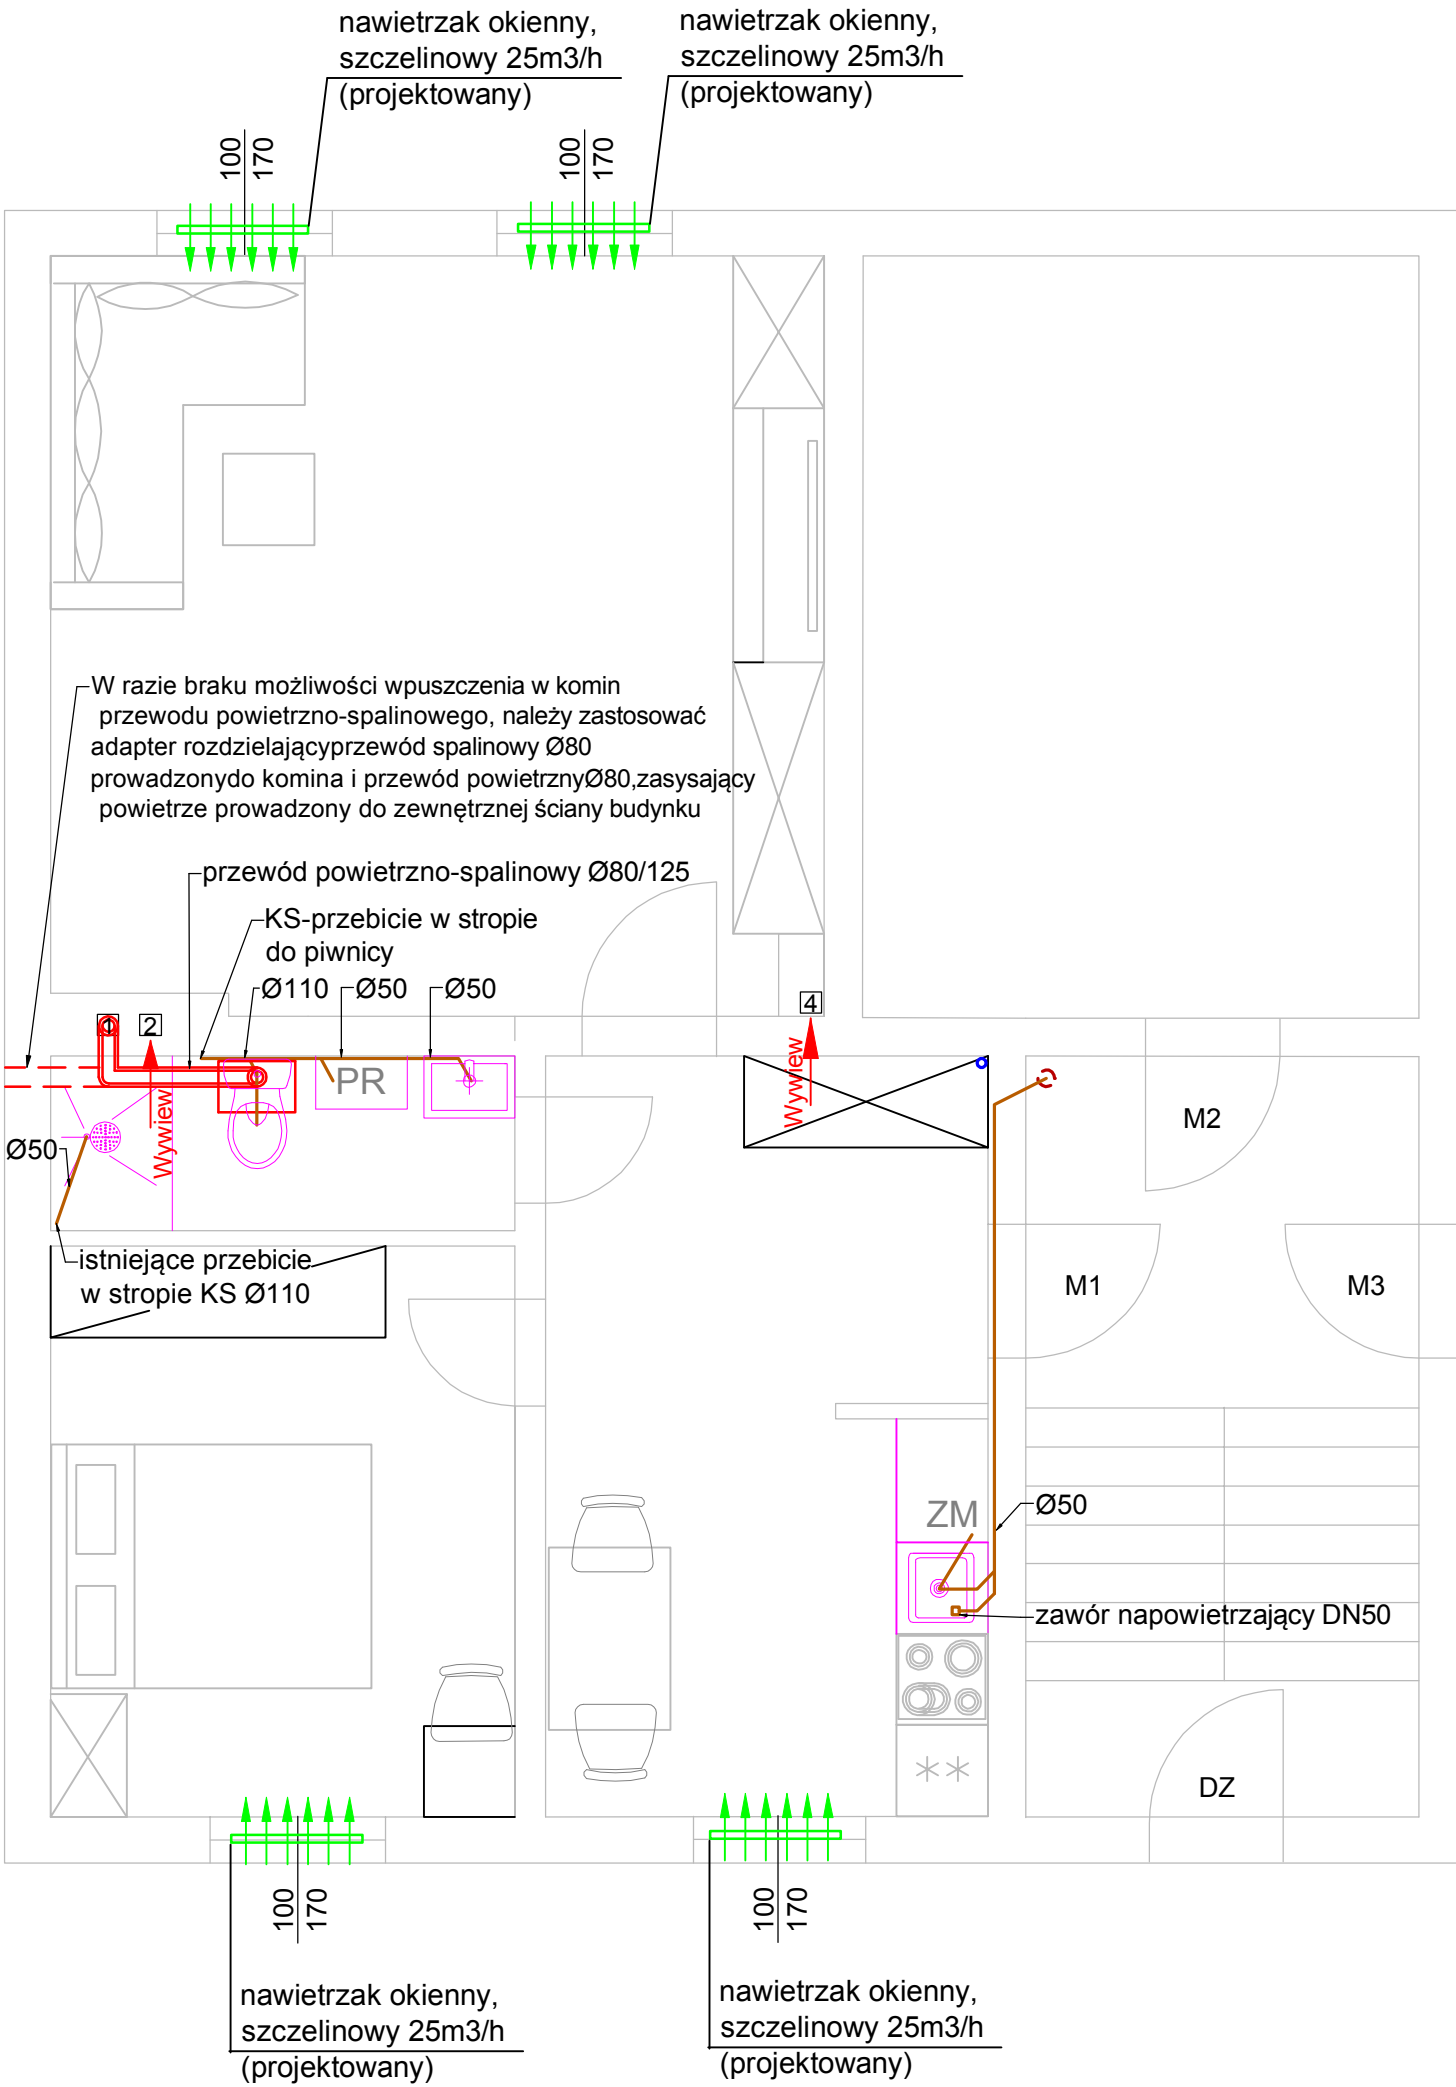 nawietrzak okienny,
szczelinowy 25m3/h
(projektowany)
nawietrzak okienny,
szczelinowy 25m3/h
(projektowany)
100
170
100
170
W razie braku możliwości wpuszczenia w komin
przewodu powietrzno-spalinowego, należy zastosować
adapter rozdzielającyprzewód spalinowy Ø80
prowadzonydo komina i przewód powietrznyØ80,zasysający
powietrze prowadzony do zewnętrznej ściany budynku
przewód powietrzno-spalinowy Ø80/125
KS-przebicie w stropie
do piwnicy
Ø110
Ø50
Ø50
1
2
4
Wywiew
Wywiew
PR
M2
Ø50
istniejące przebicie
w stropie KS Ø110
M1
M3
ZM
Ø50
zawór napowietrzający DN50
DZ
100
170
100
170
nawietrzak okienny,
szczelinowy 25m3/h
(projektowany)
nawietrzak okienny,
szczelinowy 25m3/h
(projektowany)